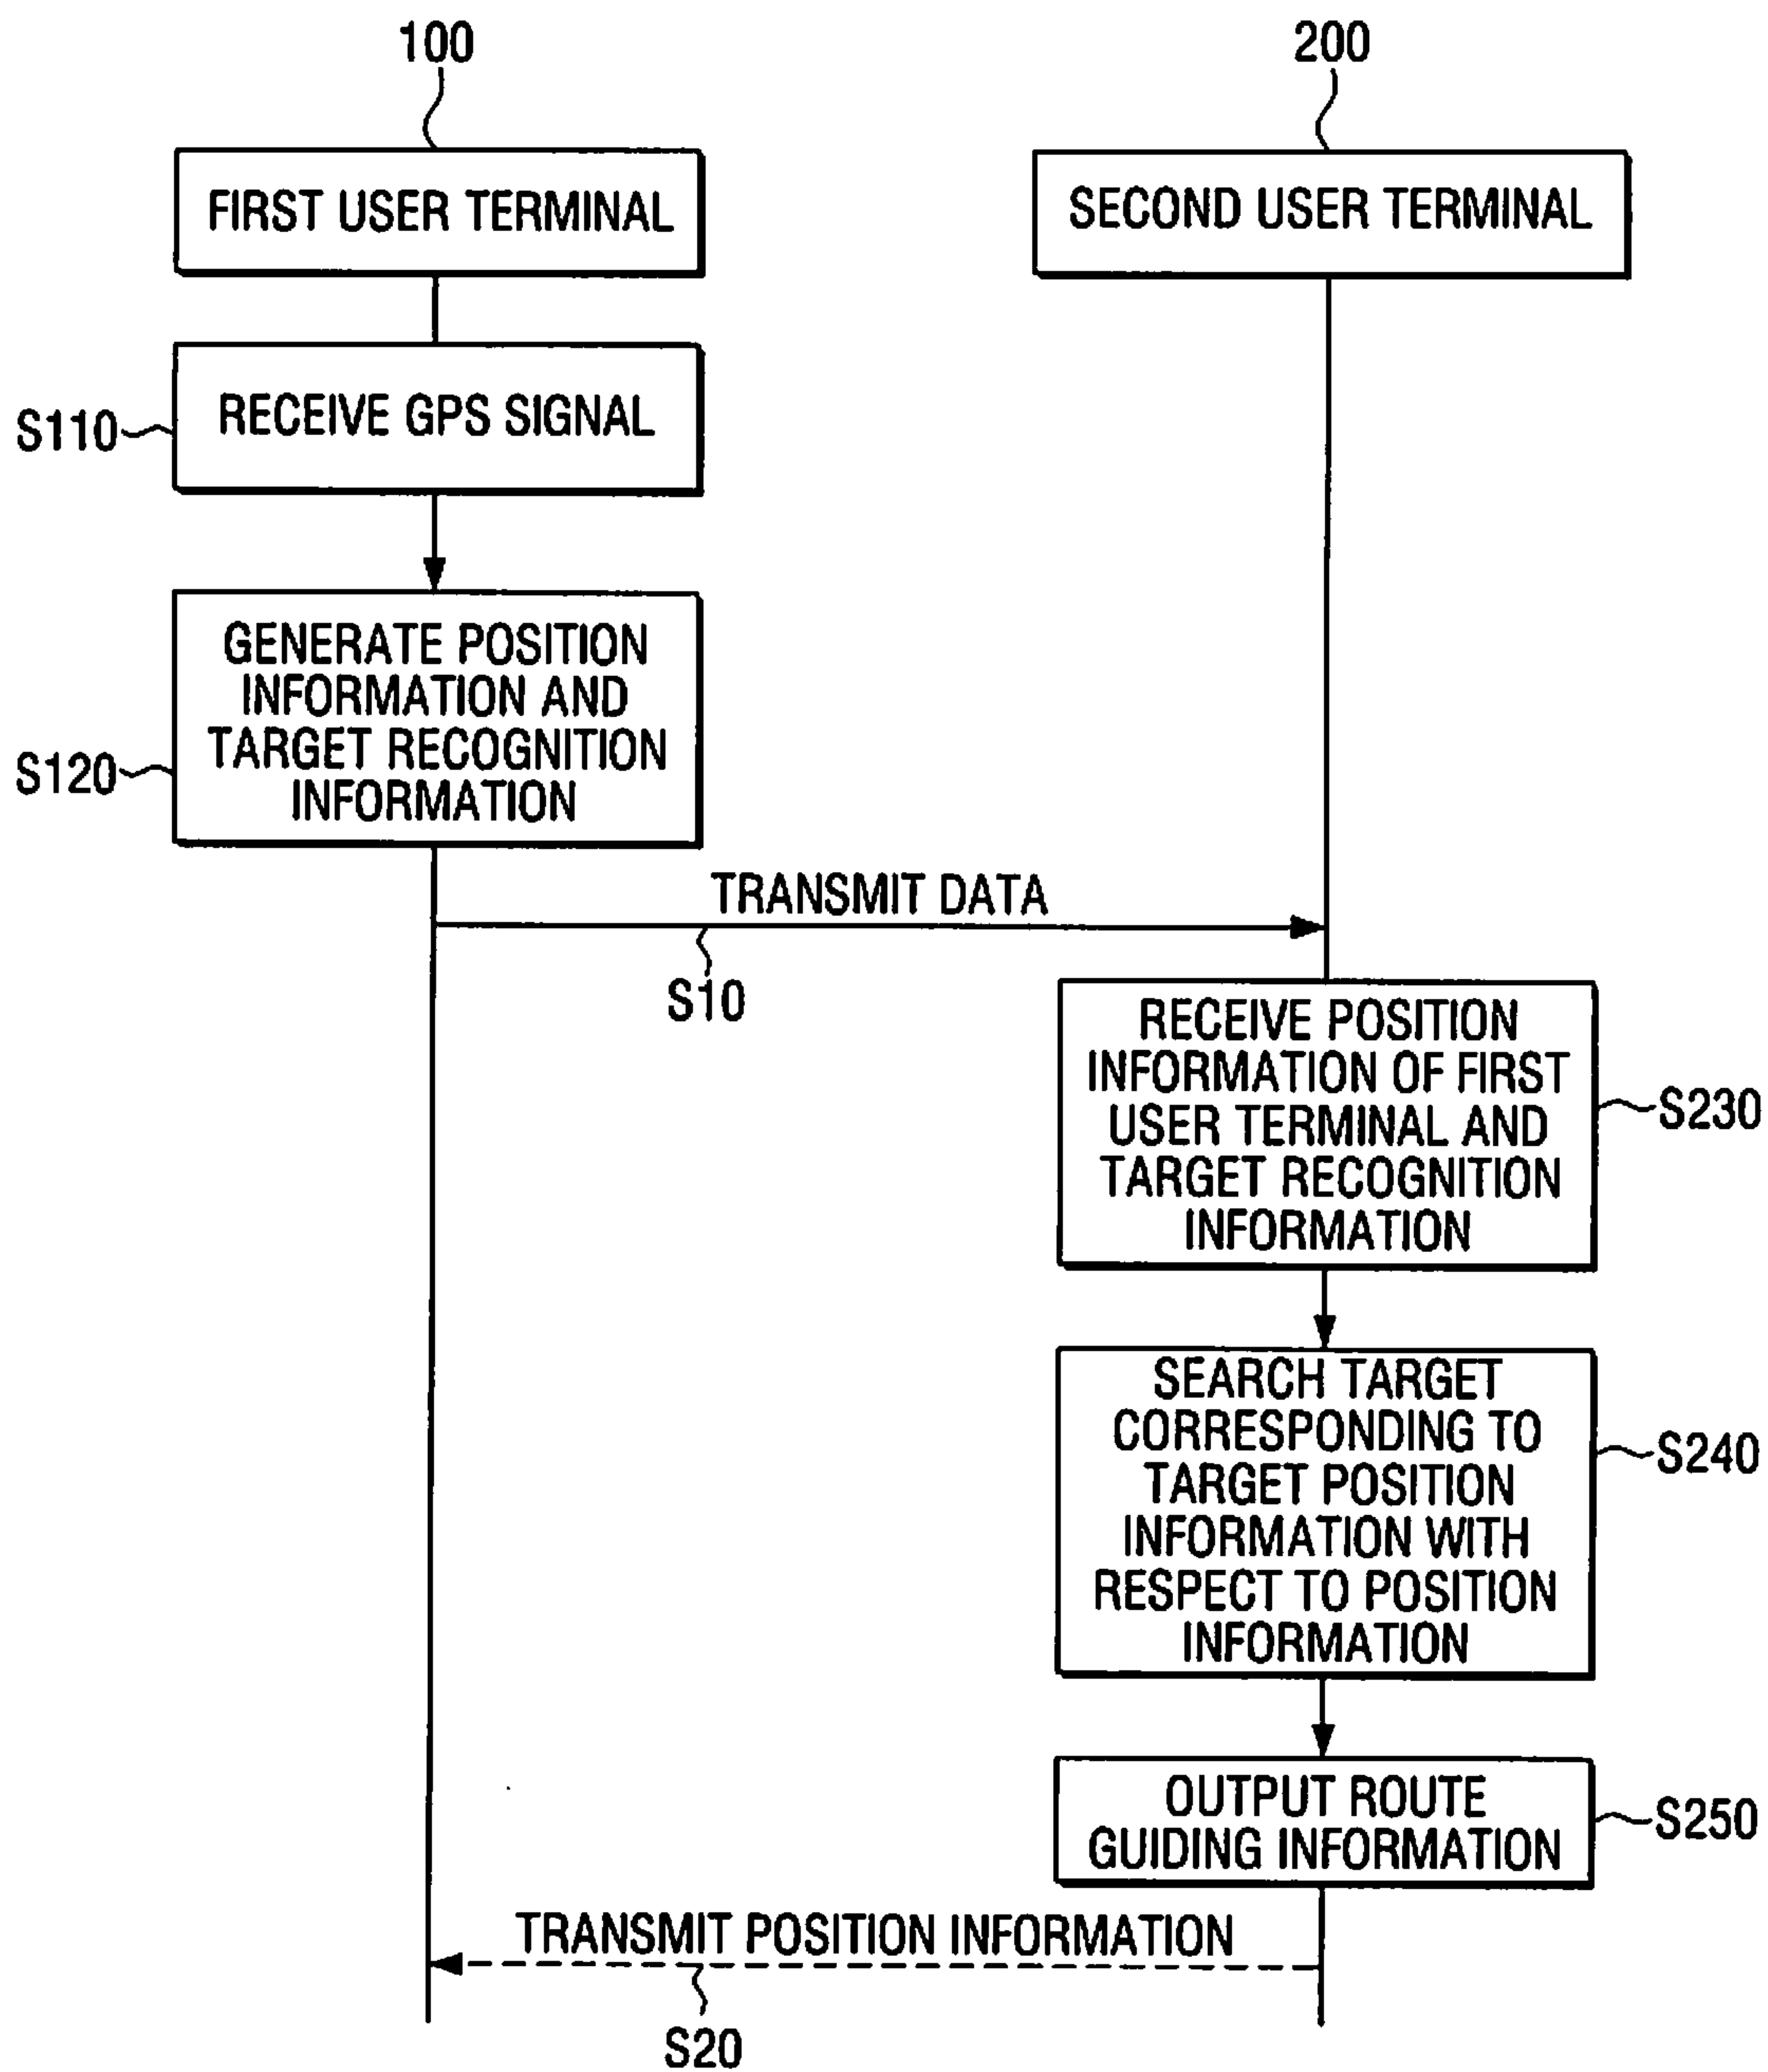 100
200
FIRST USER TERMINAL
SECOND USER TERMINAL
RECEIVE GPS SIGNAL
S110
GENERATE POSITION
INFORMATION AND
TARGET RECOGNITION
INFORMATION
S120
TRANSMIT DATA
S10
RECEIVE POSITION
INFORMATION OF FIRST
USER TERMINAL AND
TARGET RECOGNITION
INFORMATION
S230
SEARCH TARGET
CORRESPONDING TO
TARGET POSITION
INFORMATION WITH
RESPECT TO POSITION
INFORMATION
S240
OUTPUT ROUTE
GUIDING INFORMATION
S250
TRANSMIT POSITION INFORMATION
S20